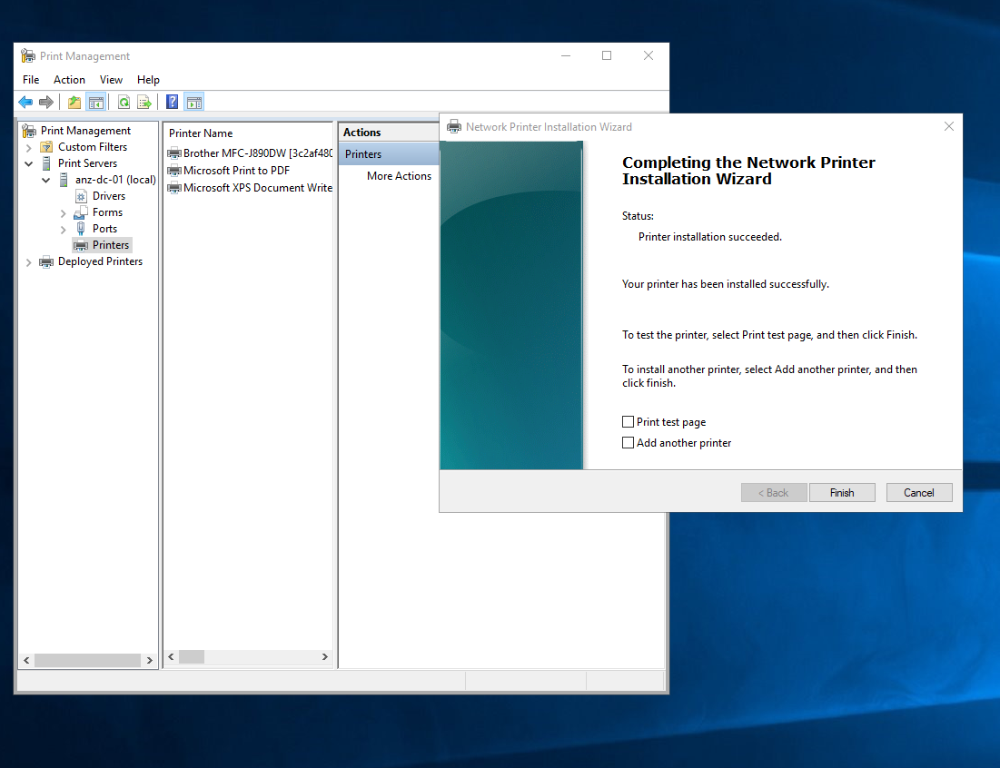 Print Management
File Action View Help
Print Management
Custom Filters
Print Servers
anz-dc-01 (local)
Drivers
Forms
Ports
Printers
Deployed Printers
Printer Name
Brother MFC-J890DW [3c2af480
Microsoft Print to PDF
Microsoft XPS Document Write
Actions
Printers
More Actions
Network Printer Installation Wizard
Completing the Network Printer
Installation Wizard
Status:
Printer installation succeeded.
Your printer has been installed successfully.
To test the printer, select Print test page, and then click Finish.
To install another printer, select Add another printer, and then
click finish.
Print test page
Add another printer
< Back Finish Cancel